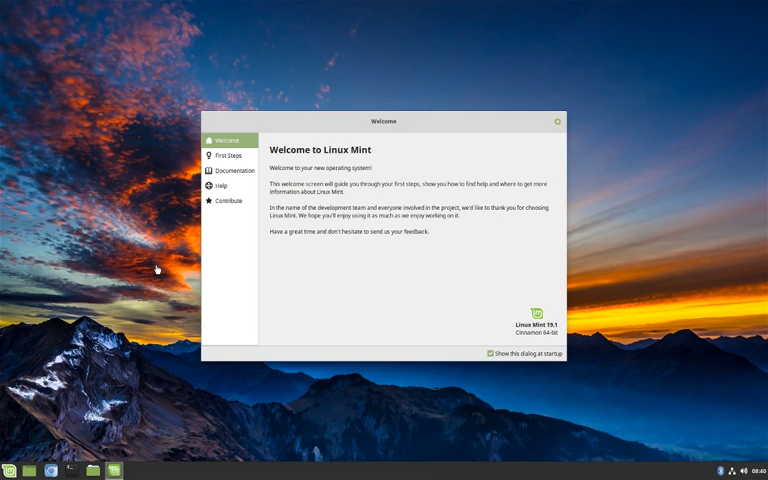 Welcome
Welcome
First Steps
Documentation
Help
Contribute
Welcome to Linux Mint
Welcome to your new operating system!
This welcome screen will guide you through your first steps, show you how to find help and where to get more
information about Linux Mint.
In the name of the development team and everyone involved in the project, we'd like to thank you for choosing
Linux Mint. We hope you'll enjoy using it as much as we enjoy working on it.
Have a great time and don't hesitate to send us your feedback.
Linux Mint 19.1
Cinnamon 64-bit
Show this dialog at startup
08:40